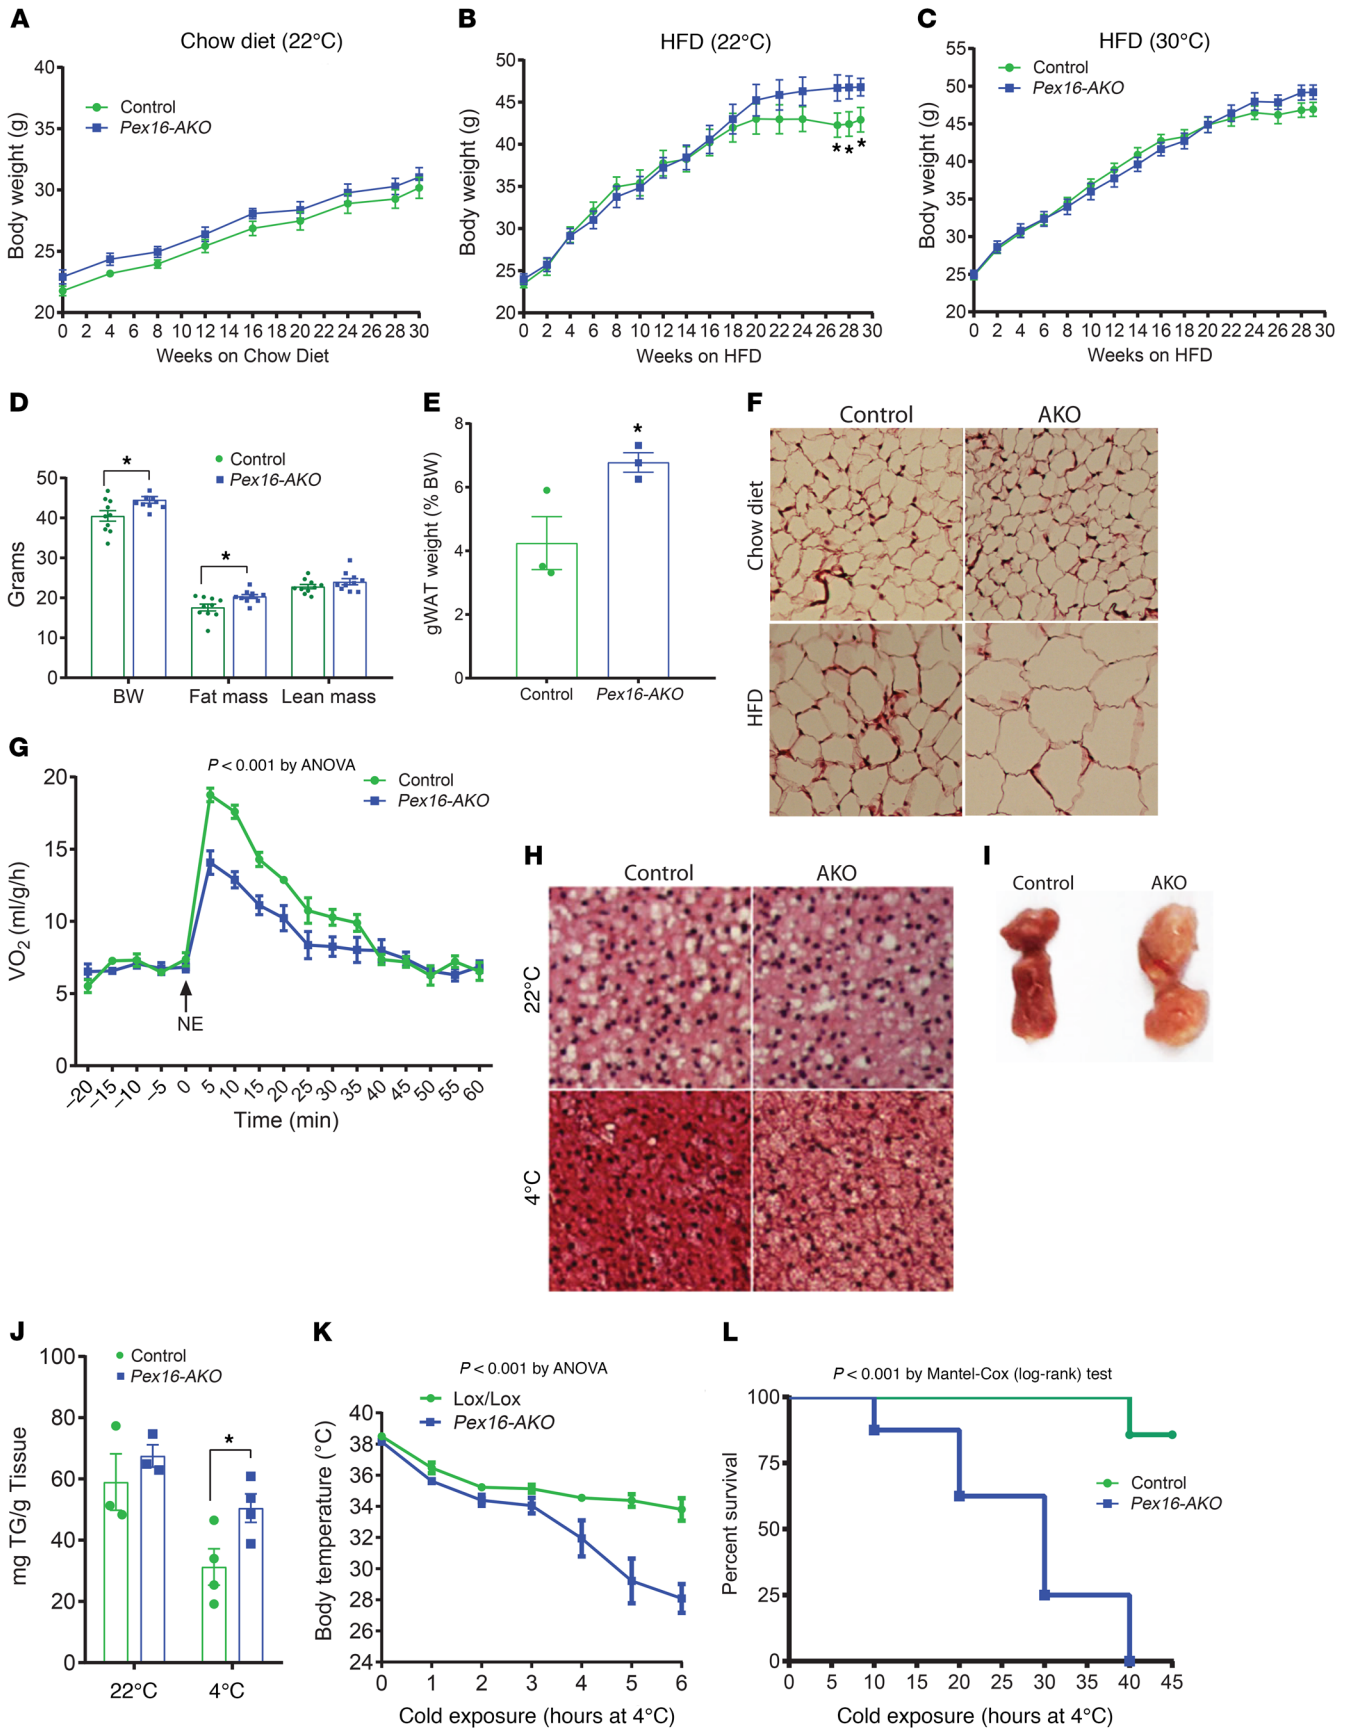 A
Chow diet (22°C)
Body weight (g)
40
35
30
25
20
Control
Pex16-AKO
0 2 4 6 8 10 12 14 16 18 20 22 24 26 28 30
Weeks on Chow Diet
B
HFD (22°C)
Body weight (g)
50
45
40
35
30
25
20
Control
Pex16-AKO
* * *
0 2 4 6 8 10 12 14 16 18 20 22 24 26 28 30
Weeks on HFD
C
HFD (30°C)
Body weight (g)
55
50
45
40
35
30
25
20
Control
Pex16-AKO
0 2 4 6 8 10 12 14 16 18 20 22 24 26 28 30
Weeks on HFD
D
Grams
50
40
30
20
10
0
Control
Pex16-AKO
*
*
BW Fat mass Lean mass
E
gWAT weight (% BW)
8
6
4
2
0
*
Control Pex16-AKO
F
Control AKO
Chow diet
HFD
G
P < 0.001 by ANOVA
Control
Pex16-AKO
VO2 (ml/g/h)
20
15
10
5
0
NE
–20 –15 –10 –5 0 5 10 15 20 25 30 35 40 45 50 55 60
Time (min)
H
Control AKO
22°C
4°C
I
Control AKO
J
Control
Pex16-AKO
mg TG/g Tissue
100
80
60
40
20
0
*
22°C 4°C
K
P < 0.001 by ANOVA
Lox/Lox
Pex16-AKO
Body temperature (°C)
40
38
36
34
32
30
28
26
24
0 1 2 3 4 5 6
Cold exposure (hours at 4°C)
L
P < 0.001 by Mantel-Cox (log-rank) test
Percent survival
100
75
50
25
0
Control
Pex16-AKO
0 5 10 15 20 25 30 35 40 45
Cold exposure (hours at 4°C)